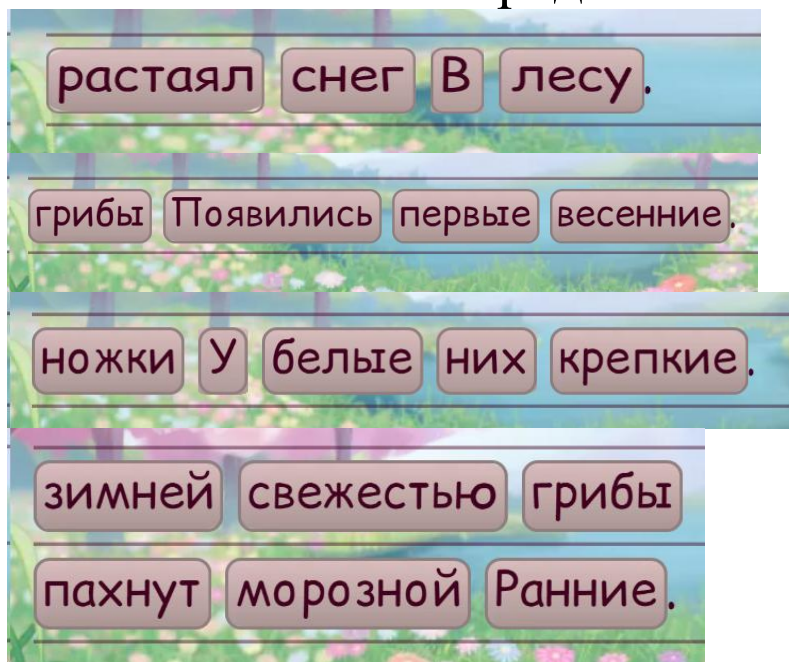 растаял снег В лесу.
грибы Появились первые весенние.
ножки У белые них крепкие.
зимней свежестью грибы
пахнут морозной Ранние.